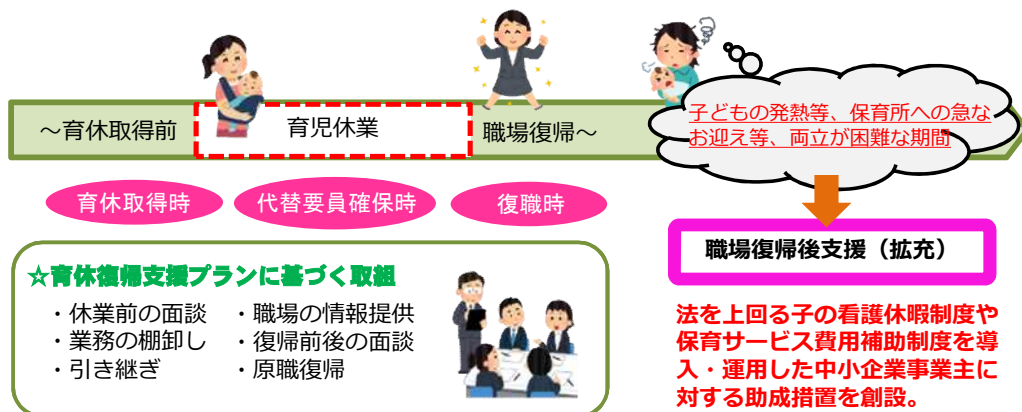 ～育休取得前
育児休業
職場復帰～
子どもの発熱等、保育所への急な
お迎え等、両立が困難な期間
育休取得時
代替要員確保時
復職時
職場復帰後支援（拡充）
☆育休復帰支援プランに基づく取組
・休業前の面談
・業務の棚卸し
・引き継ぎ
・職場の情報提供
・復帰前後の面談
・原職復帰
法を上回る子の看護休暇制度や
保育サービス費用補助制度を導
入・運用した中小企業事業主に
対する助成措置を創設。